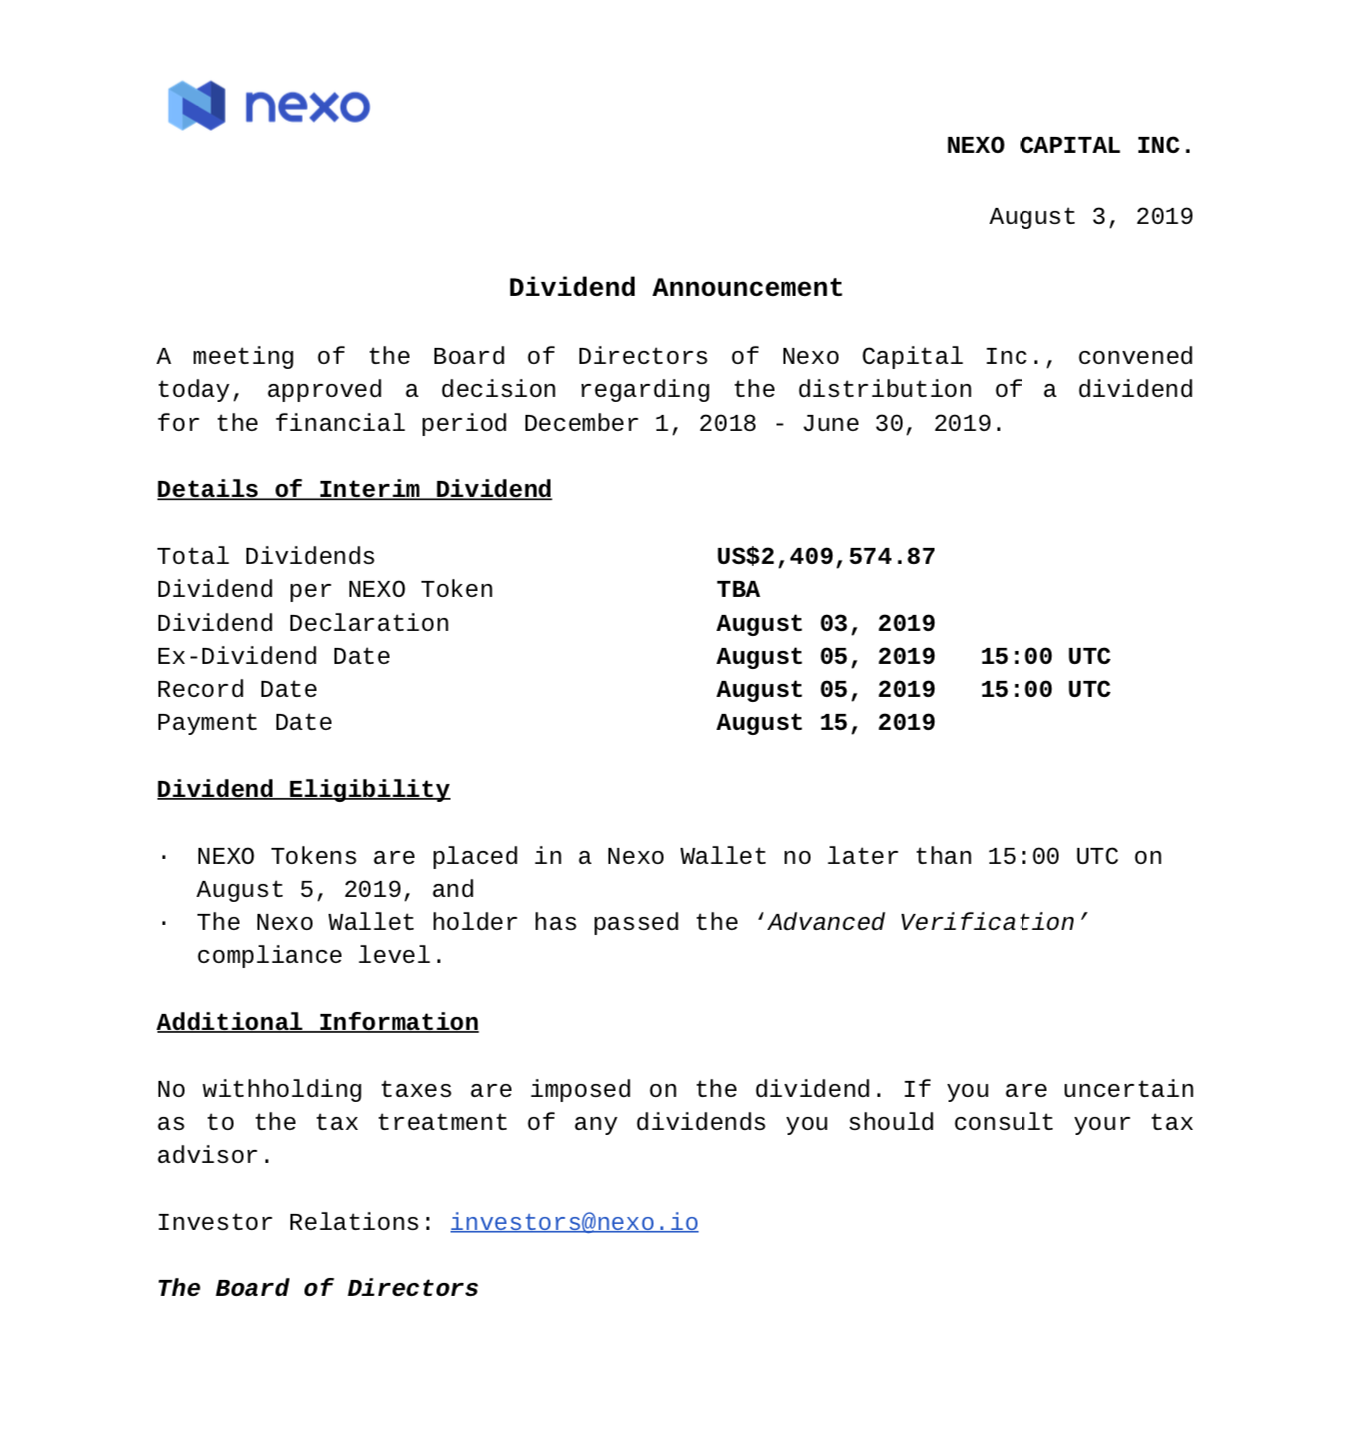 nexo
NEXO CAPITAL INC.
August 3, 2019
Dividend Announcement
A meeting of the Board of Directors of Nexo Capital Inc., convened
today, approved a decision regarding the distribution of a dividend
for the financial period December 1, 2018 - June 30, 2019.
Details of Interim Dividend
Total Dividends US$2,409,574.87
Dividend per NEXO Token TBA
Dividend Declaration August 03, 2019
Ex-Dividend Date August 05, 2019 15:00 UTC
Record Date August 05, 2019 15:00 UTC
Payment Date August 15, 2019
Dividend Eligibility
· NEXO Tokens are placed in a Nexo Wallet no later than 15:00 UTC on
August 5, 2019, and
· The Nexo Wallet holder has passed the ‘Advanced Verification’
compliance level.
Additional Information
No withholding taxes are imposed on the dividend. If you are uncertain
as to the tax treatment of any dividends you should consult your tax
advisor.
Investor Relations: investors@nexo.io
The Board of Directors